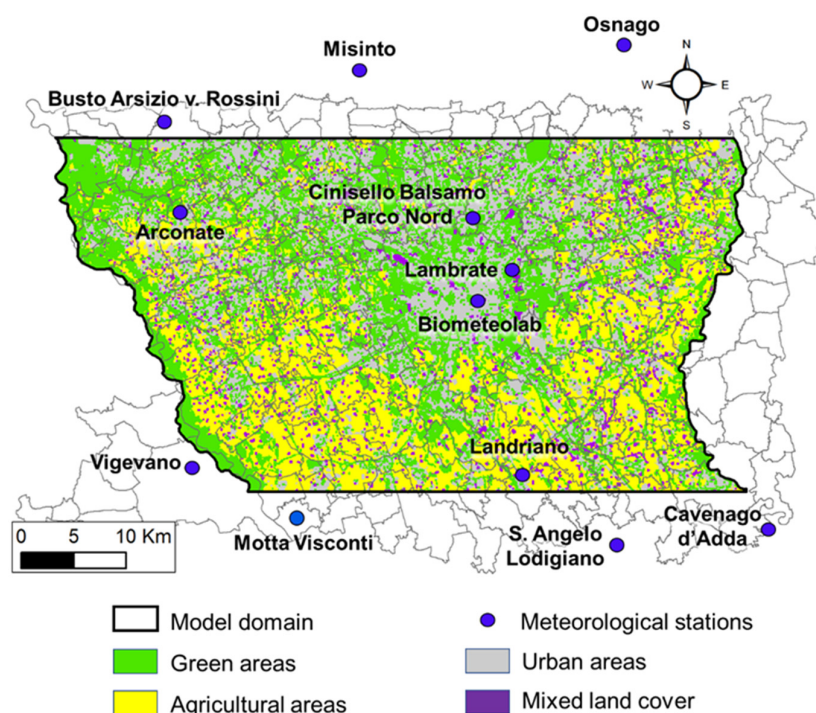 Osnago
Misinto
N
W E
S
Busto Arsizio v. Rossini
Cinisello Balsamo
Parco Nord
Arconate
Lambrate
Biometeolab
Landriano
Vigevano
Motta Visconti
S. Angelo
Lodigiano
Cavenago
d'Adda
0 5 10 Km
Model domain
Meteorological stations
Green areas
Urban areas
Agricultural areas
Mixed land cover